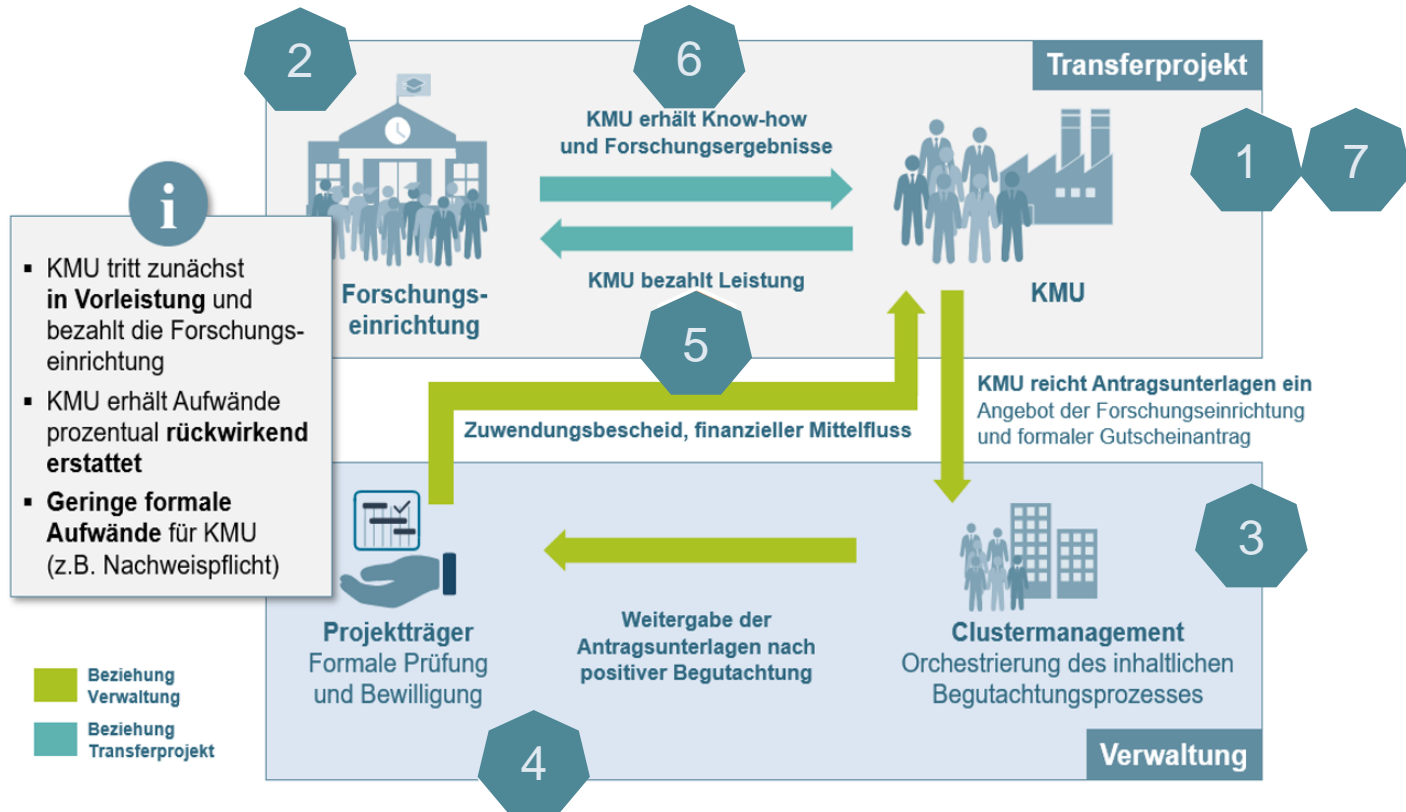 2
6
Transferprojekt
KMU erhält Know-how
und Forschungsergebnisse
1
7
i
KMU bezahlt Leistung
Forschungs-
einrichtung
KMU
▪ KMU tritt zunächst
in Vorleistung und
bezahlt die Forschungs-
einrichtung
▪ KMU erhält Aufwände
prozentual rückwirkend
erstattet
▪ Geringe formale
Aufwände für KMU
(z.B. Nachweispflicht)
5
KMU reicht Antragsunterlagen ein
Angebot der Forschungseinrichtung
und formaler Gutscheinantrag
Zuwendungsbescheid, finanzieller Mittelfluss
3
Projektträger
Formale Prüfung
und Bewilligung
Weitergabe der
Antragsunterlagen nach
positiver Begutachtung
Clustermanagement
Orchestrierung des inhaltlichen
Begutachtungsprozesses
Beziehung
Verwaltung
Beziehung
Transferprojekt
4
Verwaltung